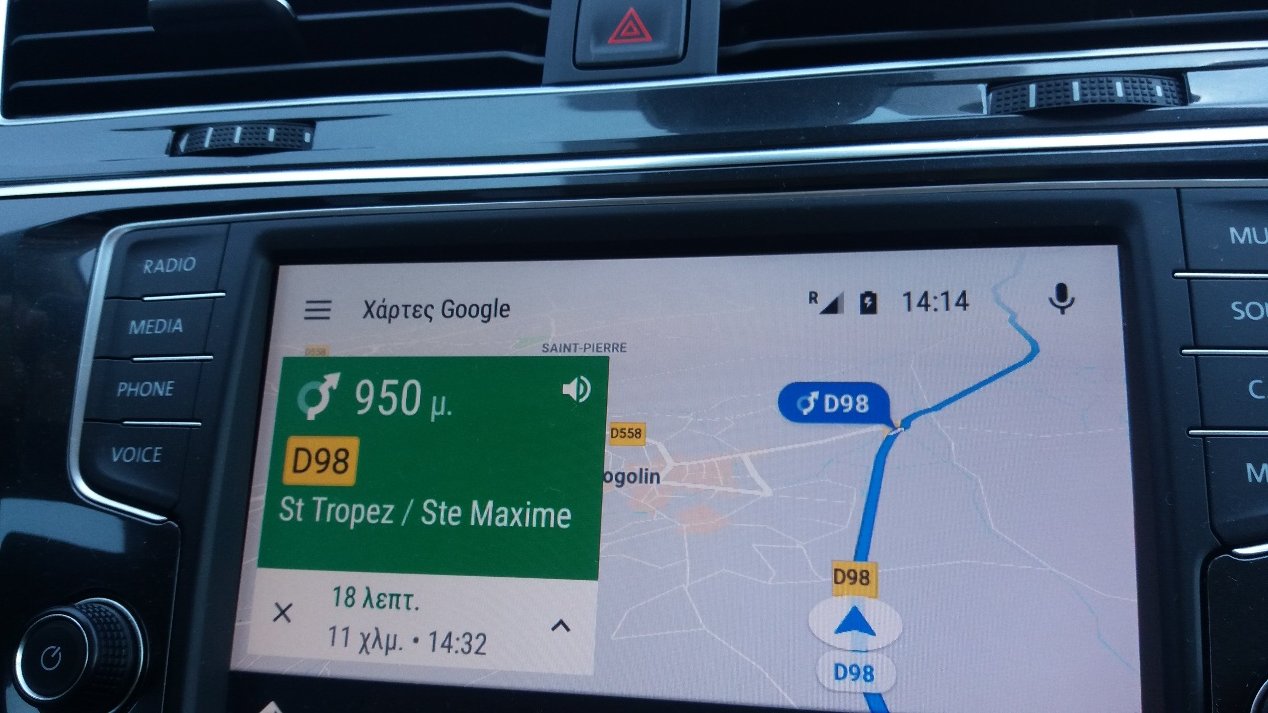 RADIO
MEDIA
PHONE
VOICE
Χάρτες Google
R
14:14
SAINT-PIERRE
950 μ.
D98
St Tropez / Ste Maxime
18 λεπτ.
11 χλμ. • 14:32
D558
ogolin
D98
D98
D98
MU
SOU
C
M